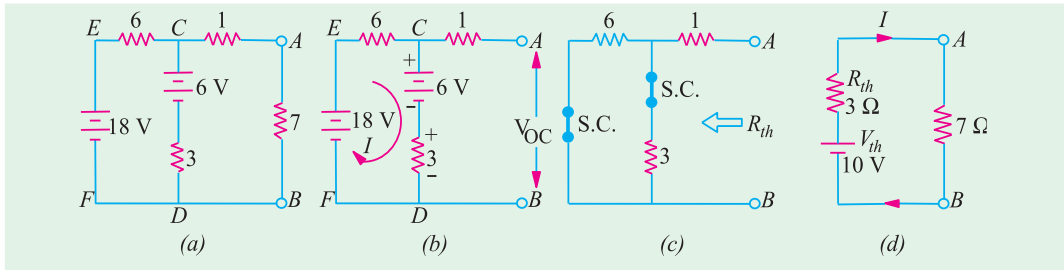 6 1
E C A
6 V
18 V 7
3
F D B
(a)
6 1
E C A
+
6 V
-
18 V
I
+
3
-
V OC
F D B
(b)
6 1
A
S.C.
S.C.
R th
3
B
(c)
I
A
R th
3 Ω
7 Ω
V th
10 V
B
(d)